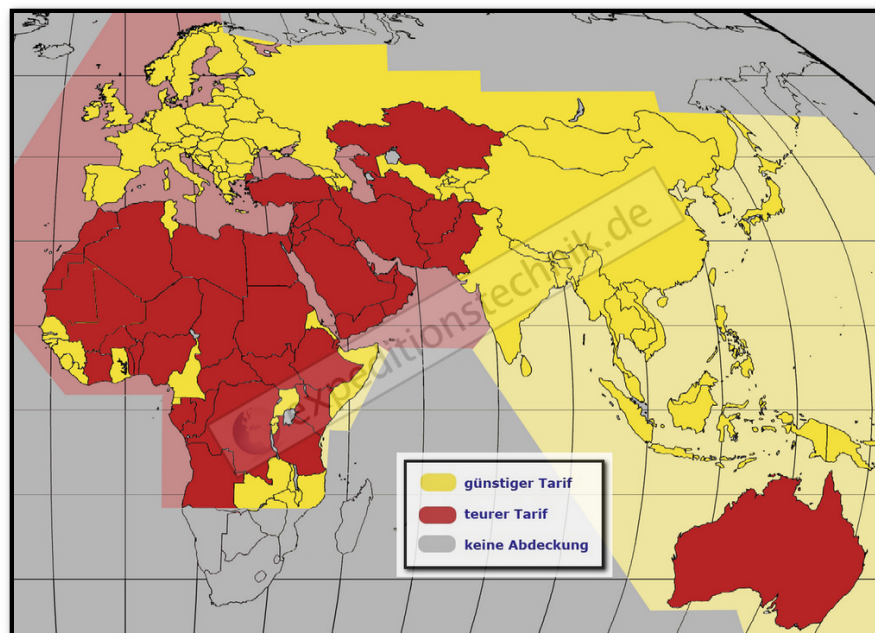 expeditionstechnik.de
günstiger Tarif
teurer Tarif
keine Abdeckung